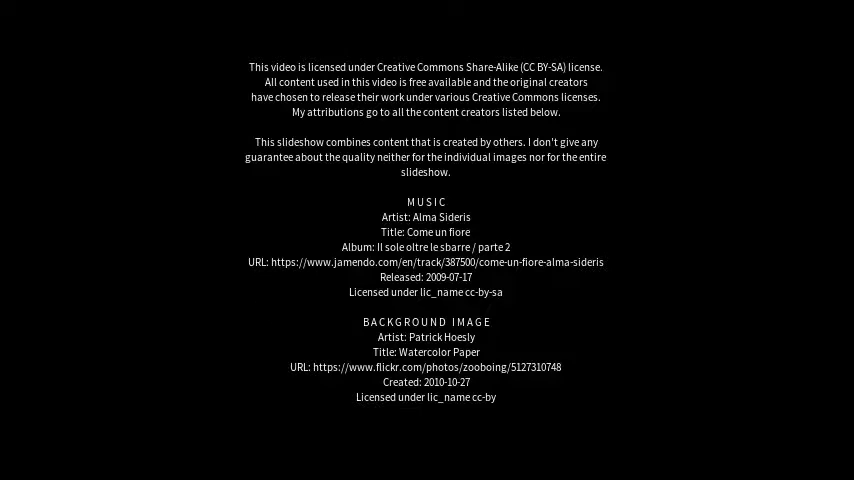 This video is licensed under Creative Commons Share-Alike (CC BY-SA) license.
All content used in this video is free available and the original creators
have chosen to release their work under various Creative Commons licenses.
My attributions go to all the content creators listed below.
This slideshow combines content that is created by others. I don't give any
guarantee about the quality neither for the individual images nor for the entire
slideshow.
MUSIC
Artist: Alma Sideris
Title: Come un fiore
Album: Il sole oltre le sbarre / parte 2
URL: https://www.jamendo.com/en/track/387500/come-un-fiore-alma-sideris
Released: 2009-07-17
Licensed under lic_name cc-by-sa
BACKGROUND IMAGE
Artist: Patrick Hoesly
Title: Watercolor Paper
URL: https://www.flickr.com/photos/zooboing/5127310748
Created: 2010-10-27
Licensed under lic_name cc-by